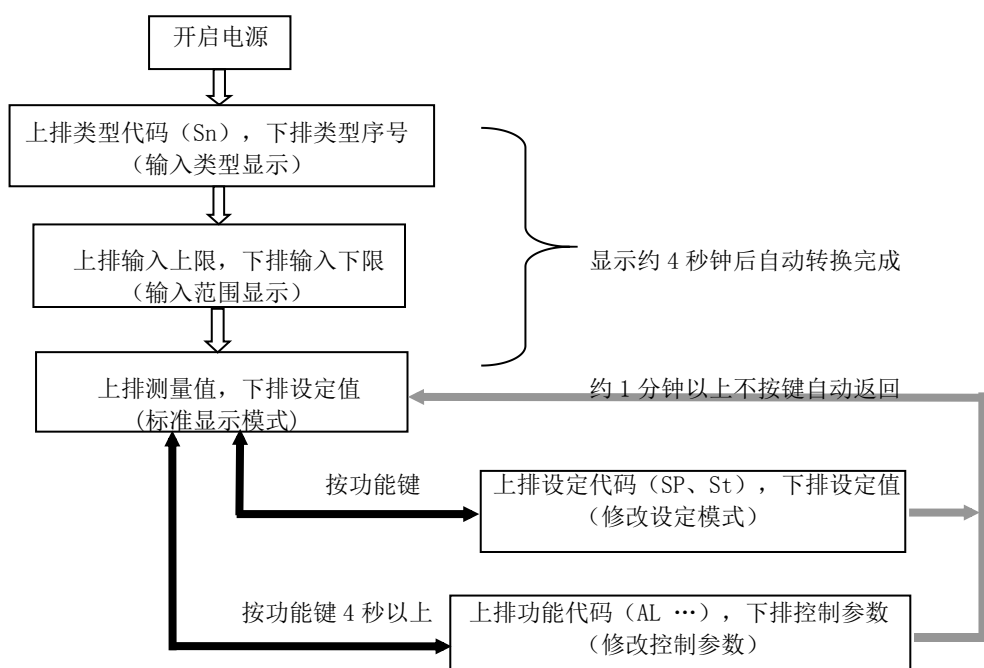 开启电源
上排类型代码（Sn），下排类型序号
（输入类型显示）
上排输入上限，下排输入下限
（输入范围显示）
显示约 4 秒钟后自动转换完成
上排测量值，下排设定值
(标准显示模式)
约 1 分钟以上不按键自动返回
按功能键
上排设定代码（SP、St），下排设定值
（修改设定模式）
按功能键 4 秒以上
上排功能代码（AL …），下排控制参数
（修改控制参数）